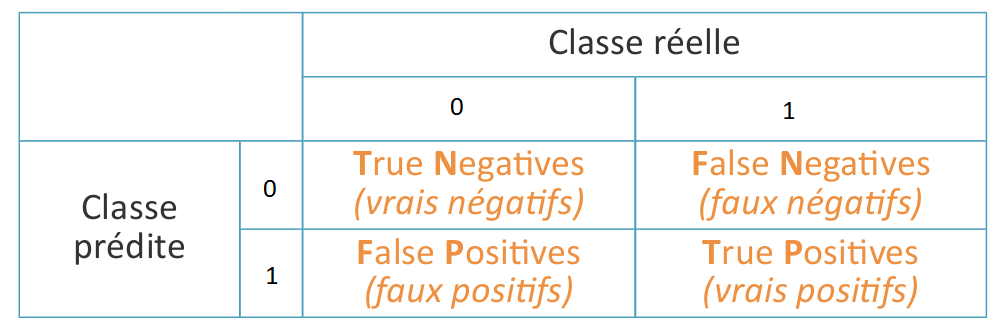 Classe réelle
0
1
Classe
prédite
0
True Negatives
(vrais négatifs)
False Negatives
(faux négatifs)
1
False Positives
(faux positifs)
True Positives
(vrais positifs)